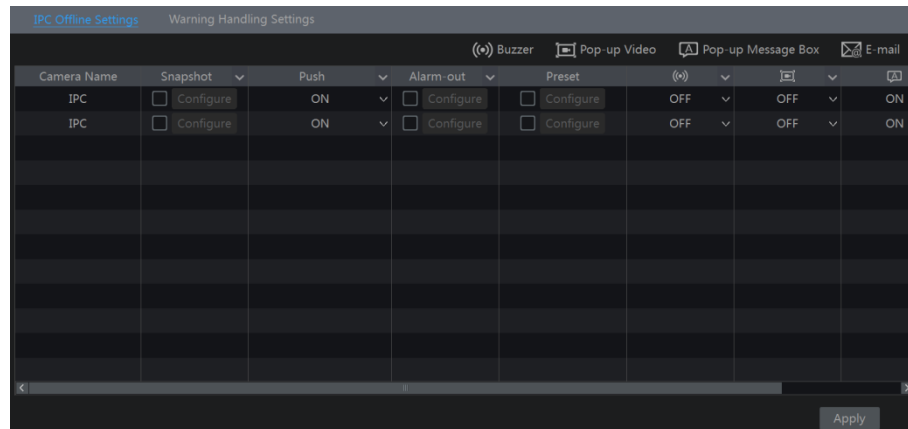 IPC Offline Settings Warning Handling Settings
Buzzer Pop-up Video Pop-up Message Box E-mail
Camera Name Snapshot Push Alarm-out Preset
IPC Configure ON Configure Configure OFF OFF ON
IPC Configure ON Configure Configure OFF OFF ON
Apply